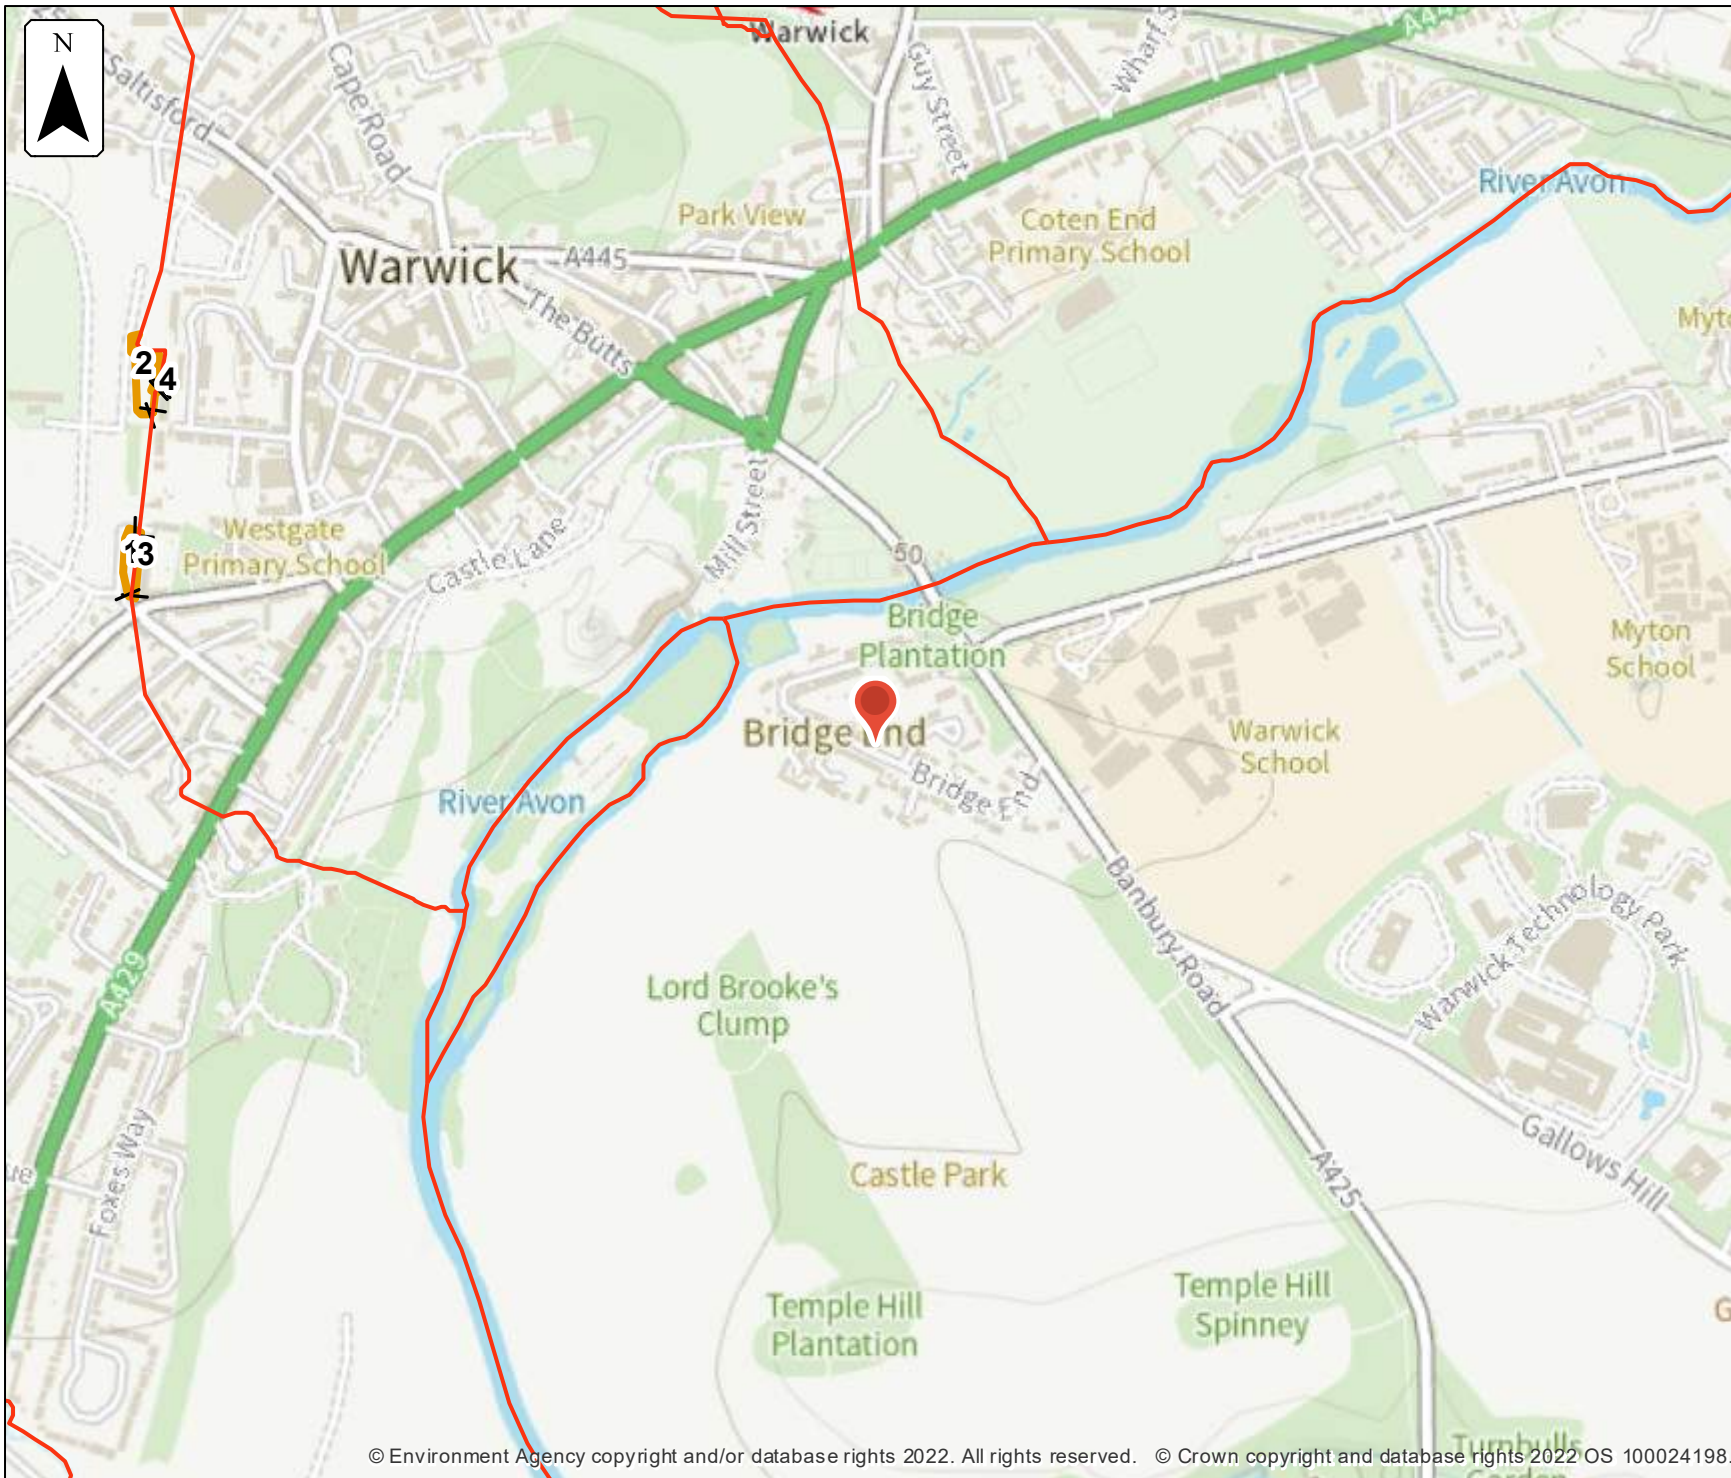 N
Saltisford
Cape Road
Warwick
Guy Street
Wharf S
A44
River Avon
Park View
Coten End
Primary School
Warwick
A445
The Butts
Myt
2
4
Westgate
Primary School
13
Castle Lane
Mill Street
50
Bridge
Plantation
Myton
School
Bridge End
Warwick
School
Bridge End
River Avon
Banbury Road
Warwick Technology Park
A429
Lord Brooke's
Clump
Foxes Way
Gallows Hill
Castle Park
A425
Temple Hill
Plantation
Temple Hill
Spinney
G
Turnbulls
© Environment Agency copyright and/or database rights 2022. All rights reserved. © Crown copyright and database rights 2022 OS 100024198